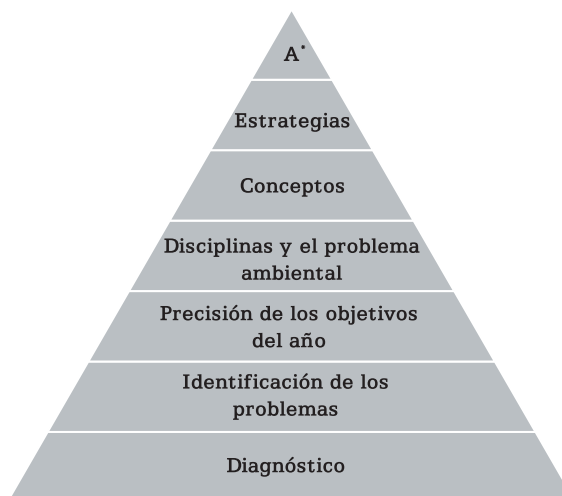 A*
Estrategias
Conceptos
Disciplinas y el problema
ambiental
Precisión de los objetivos
del año
Identificación de los
problemas
Diagnóstico